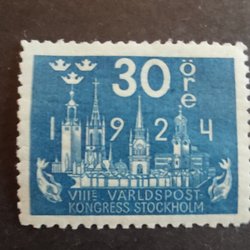 30 öre
1924
VIIIE VÄRLDSPOST-
KONGRESS STOCKHOLM